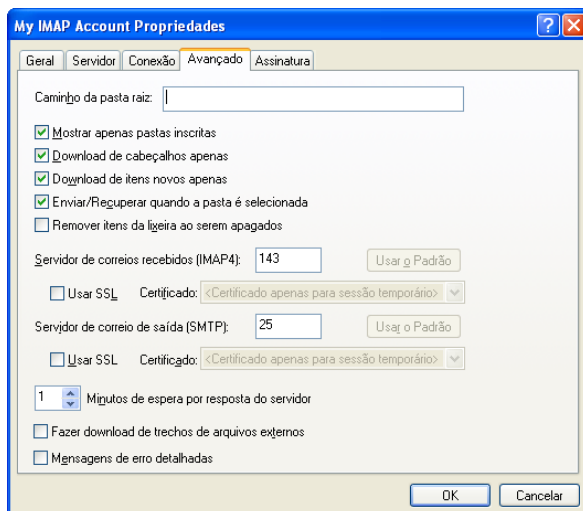 My IMAP Account Propriedades
Geral Servidor Conexão Avançado Assinatura
Caminho da pasta raiz:
Mostrar apenas pastas inscritas
Download de cabeçalhos apenas
Download de itens novos apenas
Enviar/Recuperar quando a pasta é selecionada
Remover itens da lixeira ao serem apagados
Servidor de correios recebidos (IMAP4): 143 Usar o Padrão
Usar SSL Certificado: <Certificado apenas para sessão temporário>
Servidor de correio de saída (SMTP): 25 Usar o Padrão
Usar SSL Certificado: <Certificado apenas para sessão temporário>
1 Minutos de espera por resposta do servidor
Fazer download de trechos de arquivos externos
Mensagens de erro detalhadas
OK Cancelar